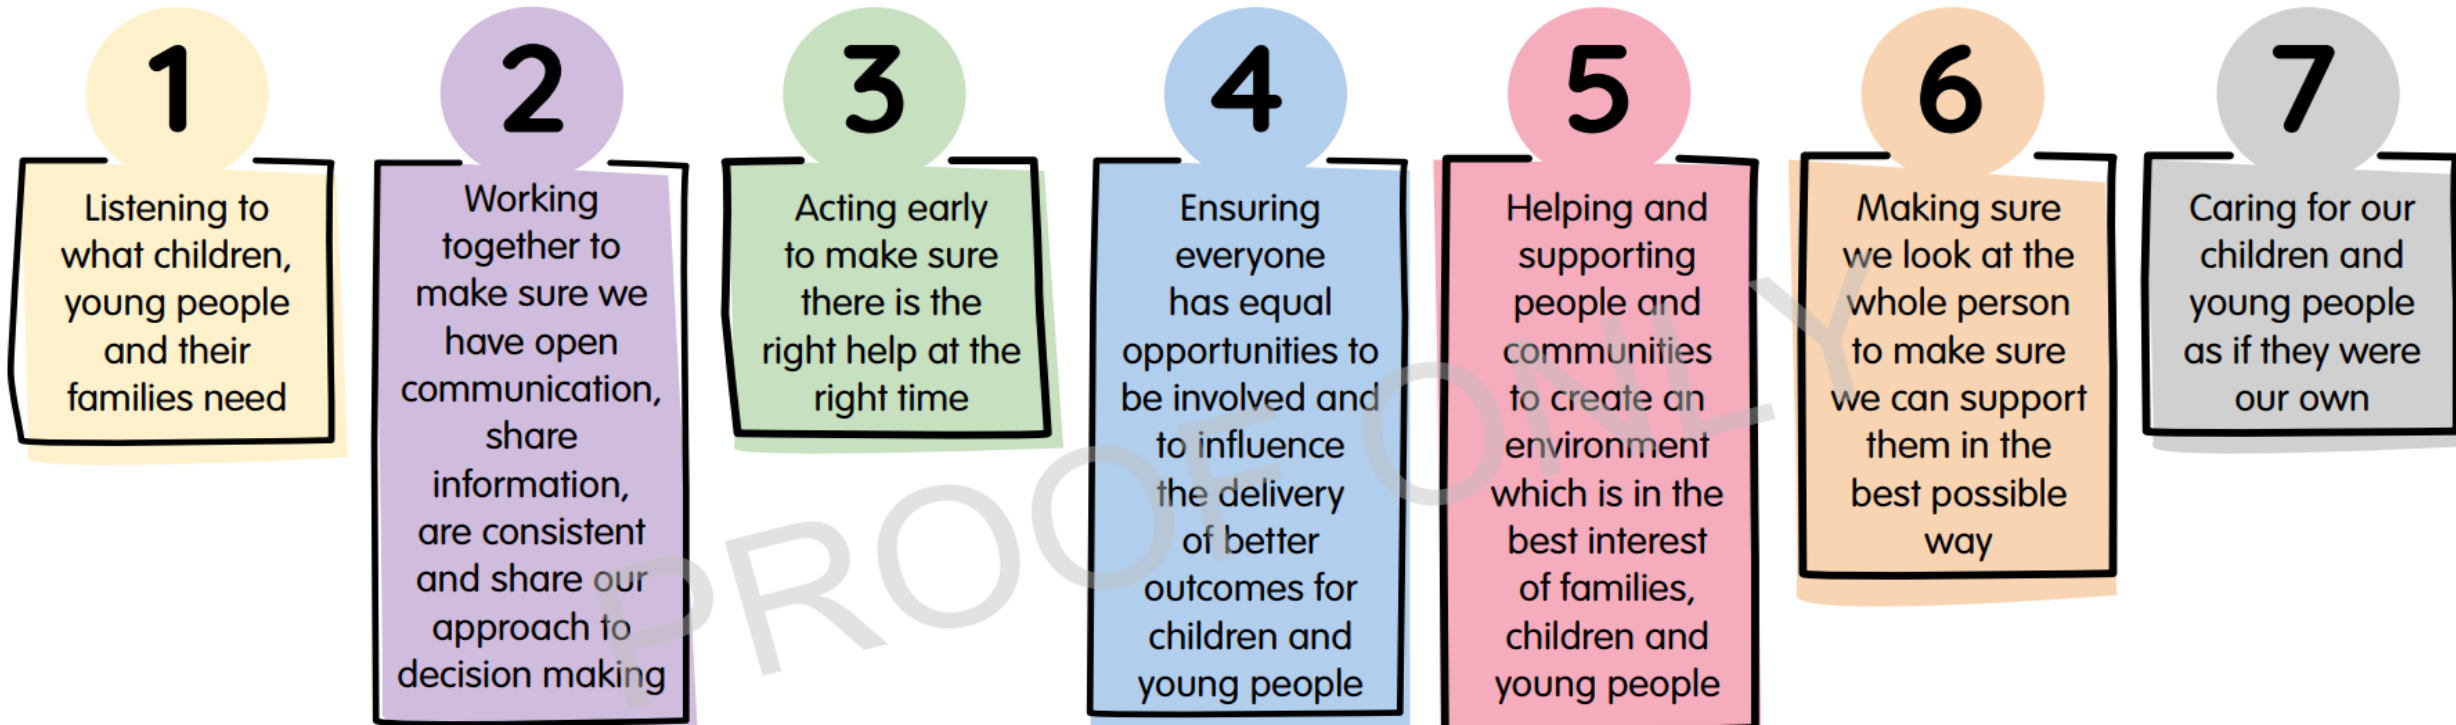 1
Listening to
what children,
young people
and their
families need
2
Working
together to
make sure we
have open
communication,
share
information,
are consistent
and share our
approach to
decision making
3
Acting early
to make sure
there is the
right help at the
right time
4
Ensuring
everyone
has equal
opportunities to
be involved and
to influence
the delivery
of better
outcomes for
children and
young people
5
Helping and
supporting
people and
communities
to create an
environment
which is in the
best interest
of families,
children and
young people
6
Making sure
we look at the
whole person
to make sure
we can support
them in the
best possible
way
7
Caring for our
children and
young people
as if they were
our own
PROOF ONLY